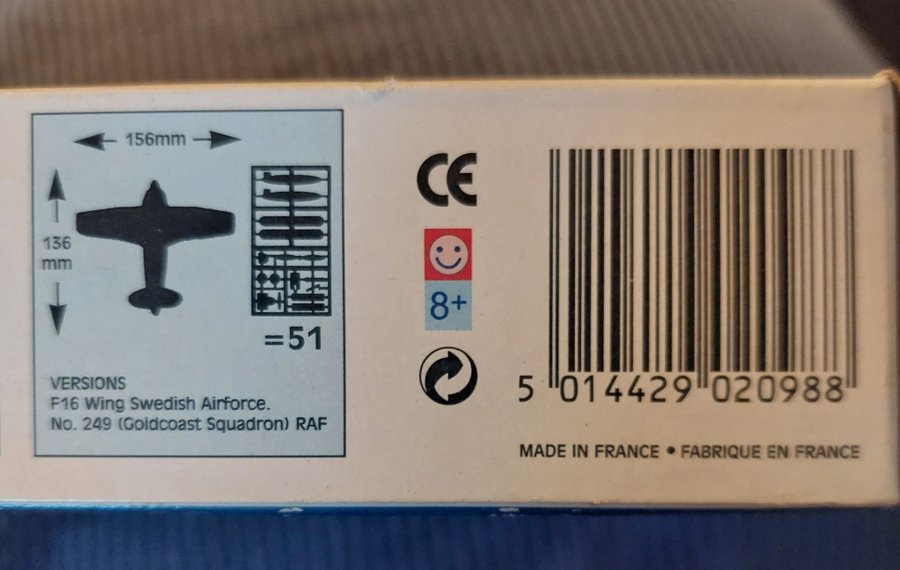 156mm
136
mm
=51
VERSIONS
F16 Wing Swedish Airforce.
No. 249 (Goldcoast Squadron) RAF
CE
8+
5 014429 020988
MADE IN FRANCE • FABRIQUE EN FRANCE